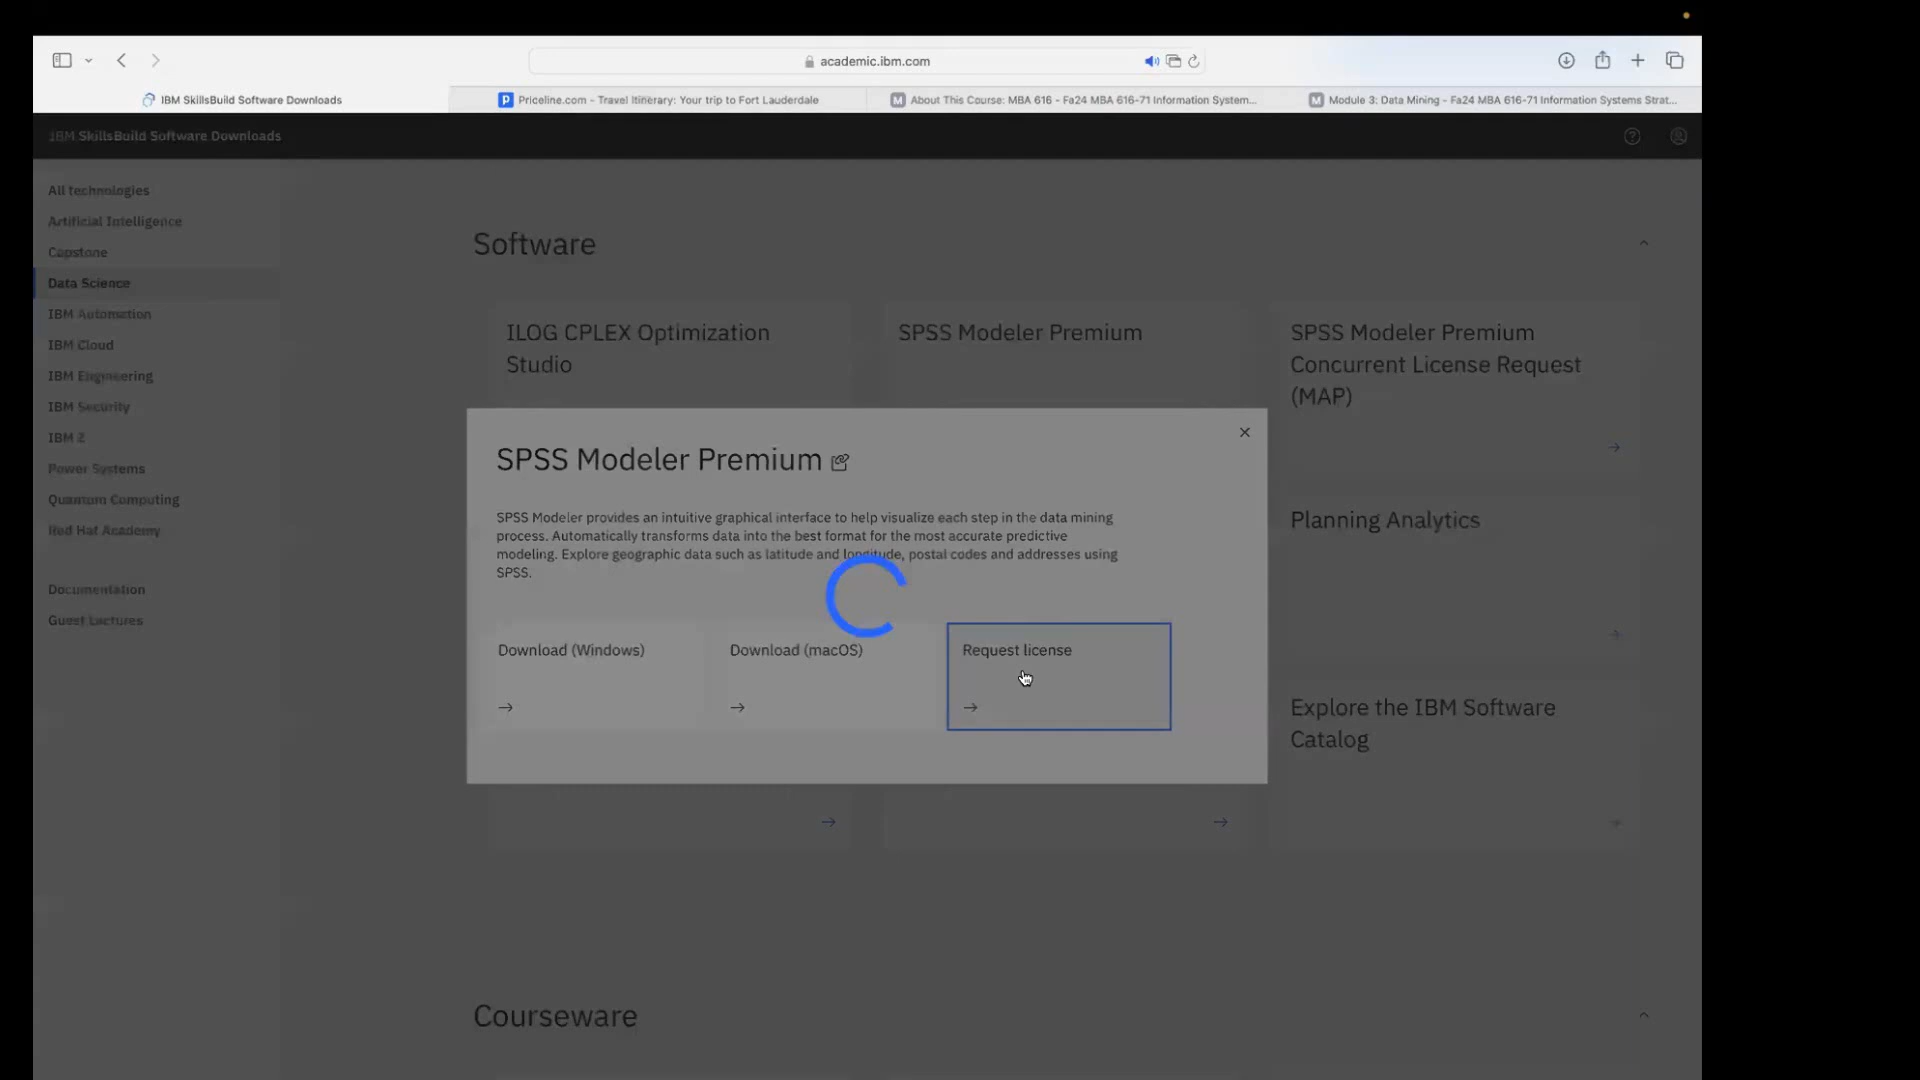 academic.ibm.com
IBM SkillsBuild Software Downloads
Priceline.com - Travel Itinerary: Your trip to Fort Lauderdale
About This Course: MBA 616 - Fa24 MBA 616-71 Information System...
Module 3: Data Mining - Fa24 MBA 616-71 Information Systems Strat...
IBM SkillsBuild Software Downloads
All technologies
Artificial Intelligence
Capstone
Data Science
IBM Automation
IBM Cloud
IBM Engineering
IBM Security
IBM Z
Power Systems
Quantum Computing
Red Hat Academy
Documentation
Guest Lectures
Software
ILOG CPLEX Optimization
Studio
SPSS Modeler Premium
SPSS Modeler Premium
Concurrent License Request
(MAP)
SPSS Modeler Premium
SPSS Modeler provides an intuitive graphical interface to help visualize each step in the data mining
process. Automatically transforms data into the best format for the most accurate predictive
modeling. Explore geographic data such as latitude and longitude, postal codes and addresses using
SPSS.
Download (Windows)
Download (macOS)
Request license
Planning Analytics
Explore the IBM Software
Catalog
Courseware